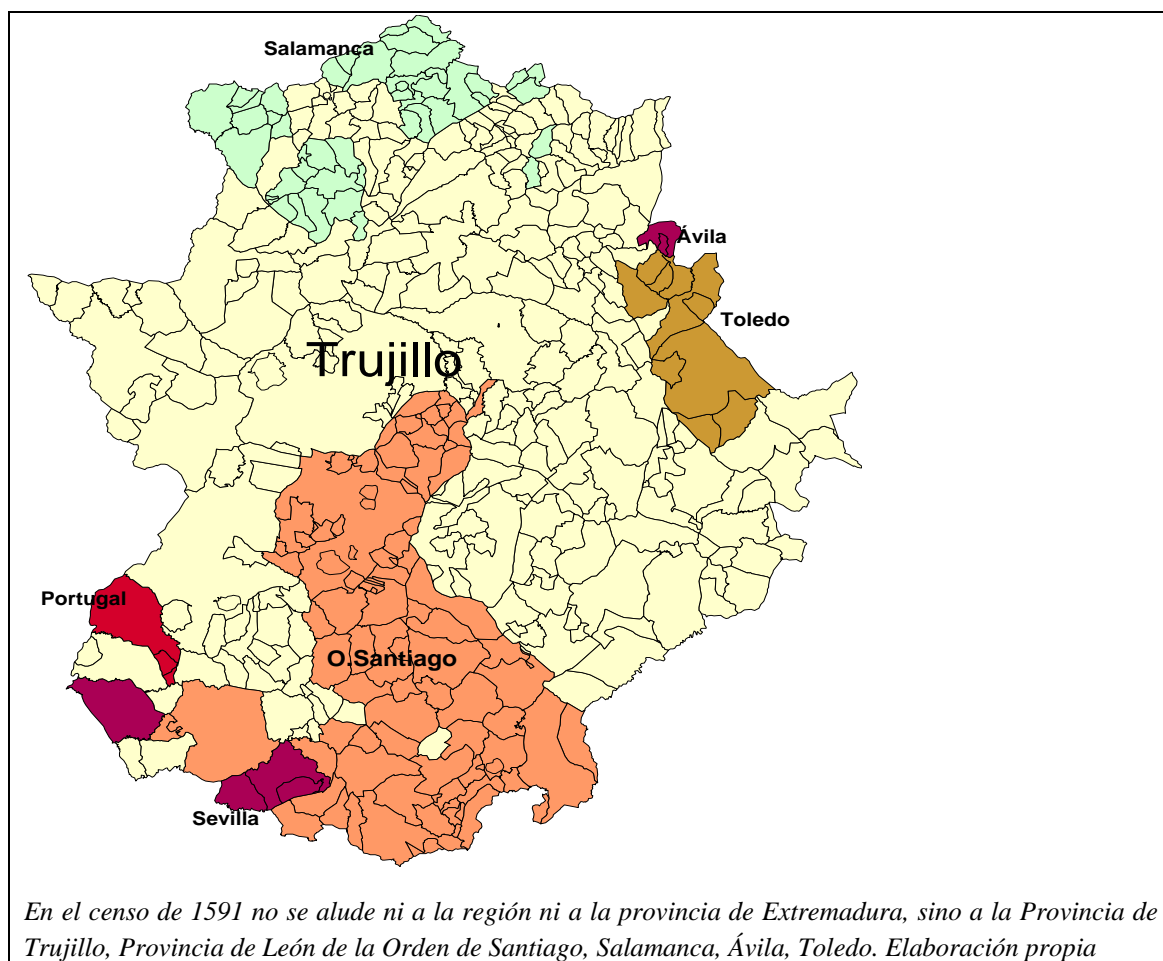 Salamanca
Ávila
Toledo
Trujillo
Portugal
O.Santiago
Sevilla
En el censo de 1591 no se alude ni a la región ni a la provincia de Extremadura, sino a la Provincia de
Trujillo, Provincia de León de la Orden de Santiago, Salamanca, Ávila, Toledo. Elaboración propia